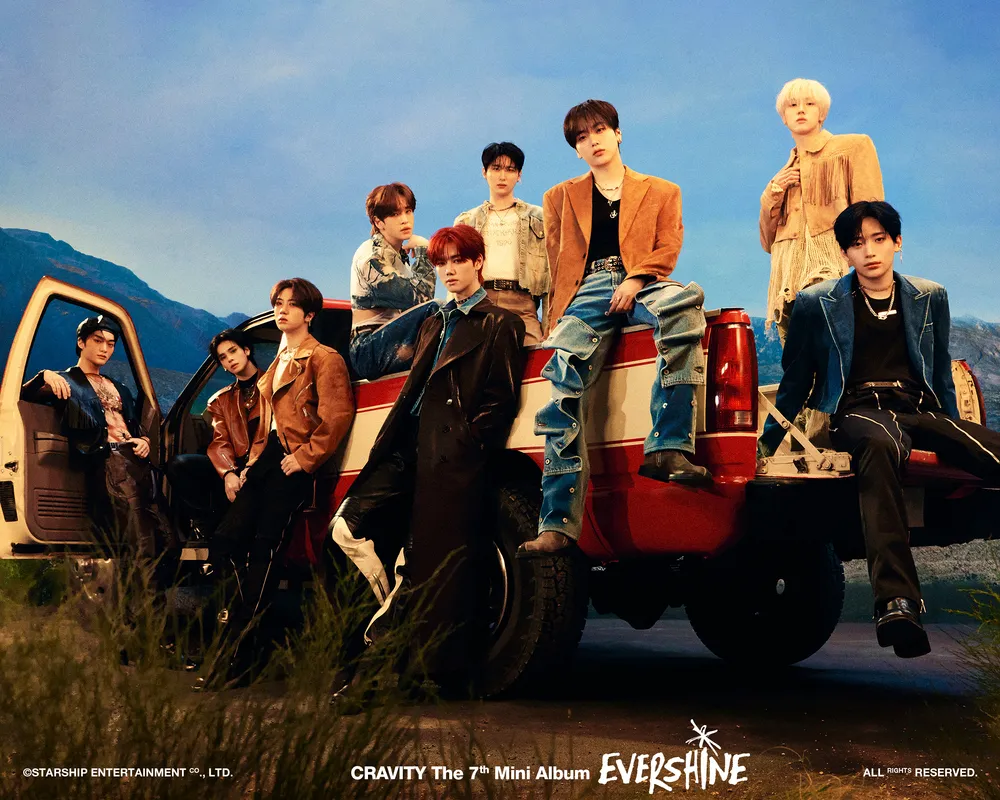 ©STARSHIP ENTERTAINMENT CO., LTD.
CRAVITY The 7th Mini Album EVERSHINE
ALL RIGHTS RESERVED.